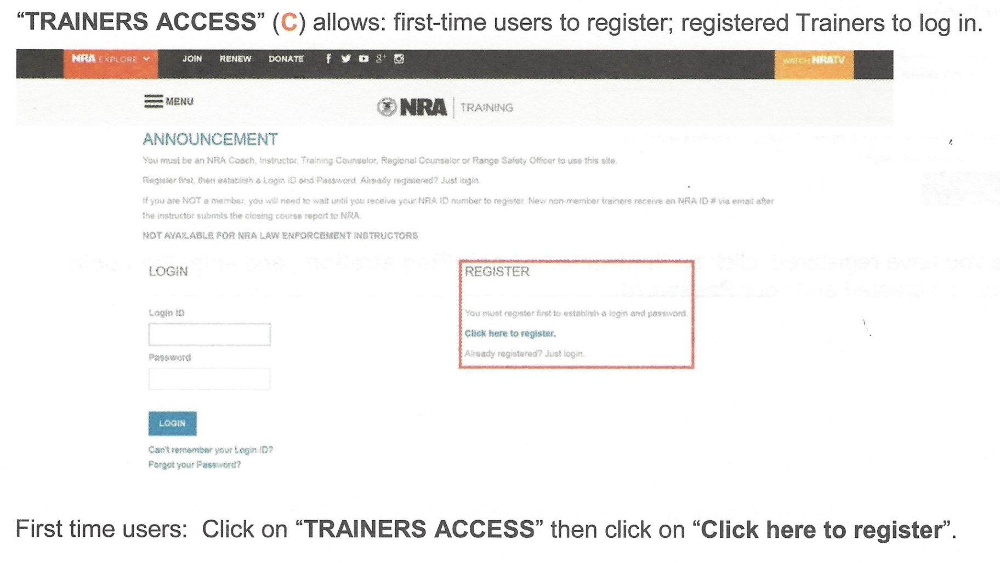 “TRAINERS ACCESS” (C) allows: first-time users to register; registered Trainers to log in.
NRA EXPLORE JOIN RENEW DONATE f 8+ WATCH NRATV
MENU
NRA | TRAINING
ANNOUNCEMENT
You must be an NRA Coach, Instructor, Training Counselor, Regional Counselor or Range Safety Officer to use this site.
Register first, then establish a Login ID and Password. Already registered? Just login.
If you are NOT a member, you will need to wait until you receive your NRA ID number to register. New non-member trainers receive an NRA ID # via email after
the instructor submits the closing course report to NRA.
NOT AVAILABLE FOR NRA LAW ENFORCEMENT INSTRUCTORS
LOGIN
Login ID
Password
LOGIN
Can't remember your Login ID?
Forgot your Password?
REGISTER
You must register first to establish a login and password.
Click here to register.
Already registered? Just login.
First time users: Click on “TRAINERS ACCESS” then click on “Click here to register”.